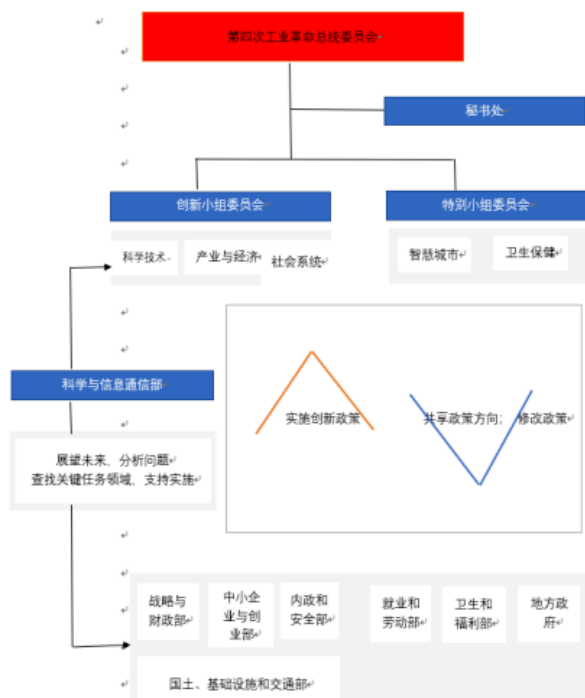 第四次工业革命总统委员会
秘书处
创新小组委员会
特别小组委员会
科学技术
产业与经济
社会系统
智慧城市
卫生保健
科学与信息通信部
展望未来，分析问题
查找关键任务领域，支持实施
实施创新政策
共享政策方向； 修改政策
战略与
财政部
中小企
业与创
业部
内政和
安全部
就业和
劳动部
卫生和
福利部
地方政
府
国土、基础设施和交通部